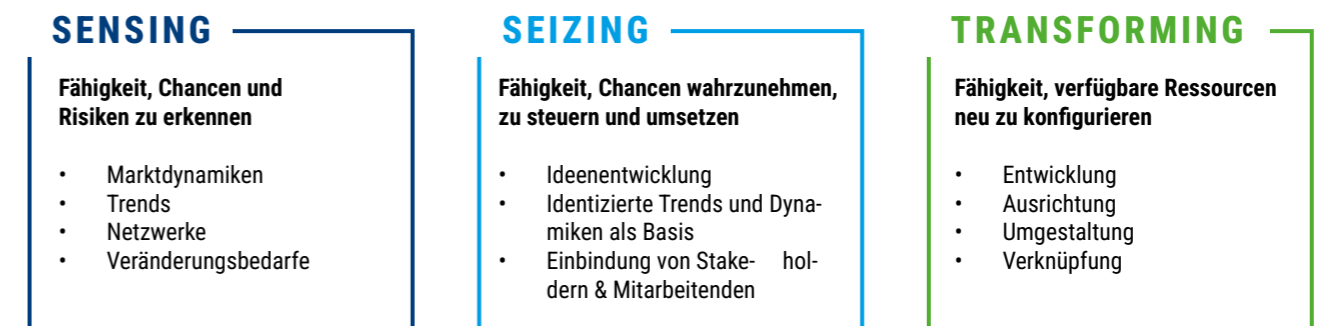 SENSING
Fähigkeit, Chancen und
Risiken zu erkennen
• Marktdynamiken
• Trends
• Netzwerke
• Veränderungsbedarfe
SEIZING
Fähigkeit, Chancen wahrzunehmen,
zu steuern und umsetzen
• Ideenentwicklung
• Identizierte Trends und Dyna-
miken als Basis
• Einbindung von Stake- hol-
dern & Mitarbeitenden
TRANSFORMING
Fähigkeit, verfügbare Ressourcen
neu zu konfigurieren
• Entwicklung
• Ausrichtung
• Umgestaltung
• Verknüpfung